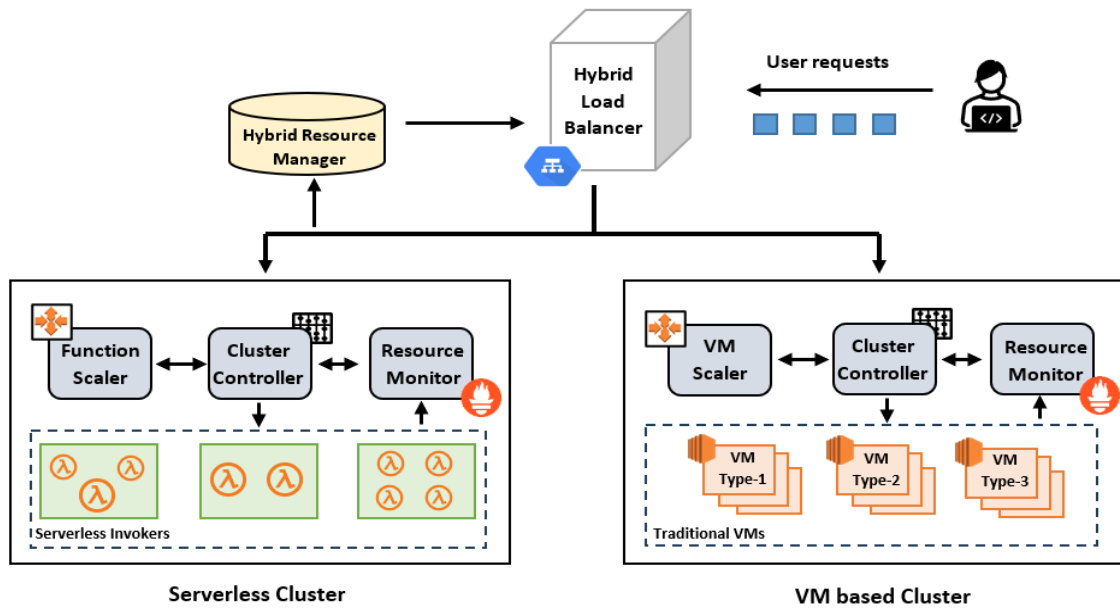 User requests
Hybrid
Load
Balancer
Hybrid Resource
Manager
</>
Function
Scaler
Cluster
Controller
Resource
Monitor
λ λ λ
λ λ
λ λ
λ λ
Serverless Invokers
Serverless Cluster
VM
Scaler
Cluster
Controller
Resource
Monitor
VM
Type-1
VM
Type-2
VM
Type-3
Traditional VMs
VM based Cluster